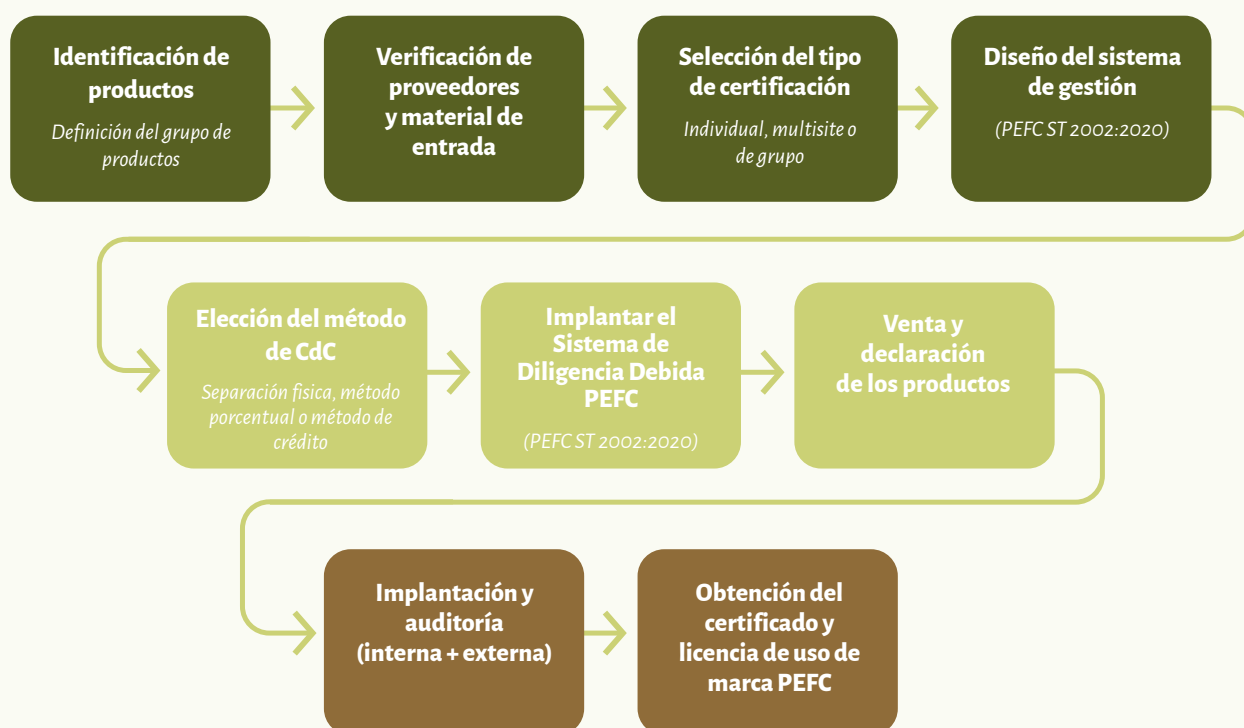 Identificación de
productos
Definición del grupo de
productos
Verificación de
proveedores
y material de
entrada
Selección del tipo
de certificación
Individual, multisite o
de grupo
Diseño del sistema
de gestión
(PEFC ST 2002:2020)
Elección del método
de CdC
Separación física, método
porcentual o método de
crédito
Implantar el
Sistema de
Diligencia Debida
PEFC
(PEFC ST 2002:2020)
Venta y
declaración
de los productos
Implantación y
auditoría
(interna + externa)
Obtención del
certificado y
licencia de uso de
marca PEFC